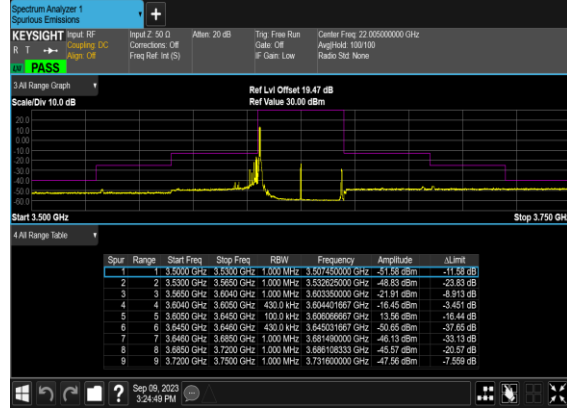 Spectrum Analyzer 1
Spurious Emissions
+
KEYSIGHT Input: RF Input Z: 50 Ω Atten: 20 dB Trig: Free Run Center Freq: 22.005000000 GHz
R T Coupling: DC Corrections: Off Gate: Off Avg|Hold: 100/100
Align: Off Freq Ref: Int (S) IF Gain: Low Radio Std: None
LW PASS
3 All Range Graph
Ref Lvl Offset 19.47 dB
Scale/Div 10.0 dB Ref Value 30.00 dBm
20.0
10.0
0.00
-10.0
-20.0
-30.0
-40.0
-50.0
-60.0
Start 3.500 GHz Stop 3.750 GHz
4 All Range Table
Spur Range Start Freq Stop Freq RBW Frequency Amplitude ΔLimit
1 1 3.5000 GHz 3.5300 GHz 1.000 MHz 3.507450000 GHz -51.58 dBm -11.58 dB
2 2 3.5300 GHz 3.5650 GHz 1.000 MHz 3.532625000 GHz -48.83 dBm -23.83 dB
3 3 3.5650 GHz 3.6040 GHz 1.000 MHz 3.603350000 GHz -21.91 dBm -8.913 dB
4 4 3.6040 GHz 3.6050 GHz 430.0 kHz 3.604401667 GHz -16.45 dBm -3.451 dB
5 5 3.6050 GHz 3.6450 GHz 100.0 kHz 3.606066667 GHz 13.56 dBm -16.44 dB
6 6 3.6450 GHz 3.6460 GHz 430.0 kHz 3.645031667 GHz -50.65 dBm -37.65 dB
7 7 3.6460 GHz 3.6850 GHz 1.000 MHz 3.681490000 GHz -46.13 dBm -33.13 dB
8 8 3.6850 GHz 3.7200 GHz 1.000 MHz 3.686108333 GHz -45.57 dBm -20.57 dB
9 9 3.7200 GHz 3.7500 GHz 1.000 MHz 3.731600000 GHz -47.56 dBm -7.559 dB
? Sep 09, 2023
3:24:49 PM